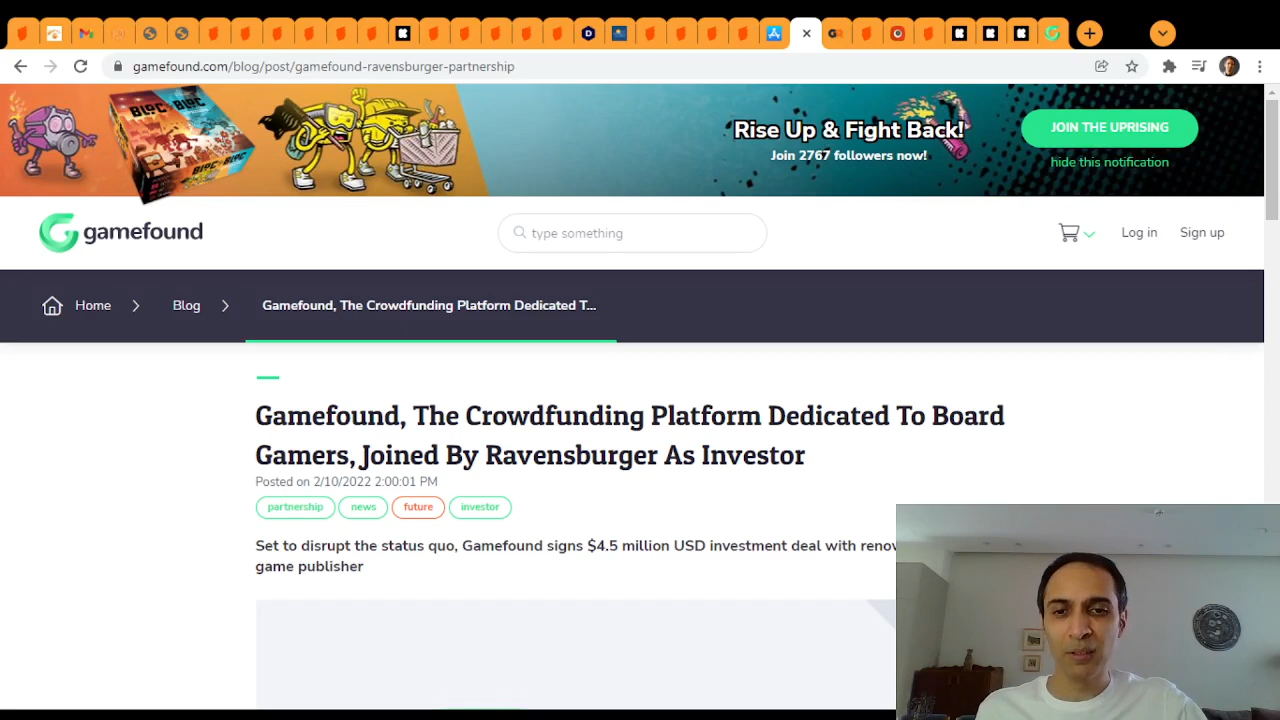 gamefound.com/blog/post/gamefound-ravensburger-partnership
BLOC BLOC
Rise Up & Fight Back!
Join 2767 followers now!
JOIN THE UPRISING
hide this notification
gamefound
type something
Log in
Sign up
Home
Blog
Gamefound, The Crowdfunding Platform Dedicated T...
Gamefound, The Crowdfunding Platform Dedicated To Board
Gamers, Joined By Ravensburger As Investor
Posted on 2/10/2022 2:00:01 PM
partnership
news
future
investor
Set to disrupt the status quo, Gamefound signs $4.5 million USD investment deal with
game publisher